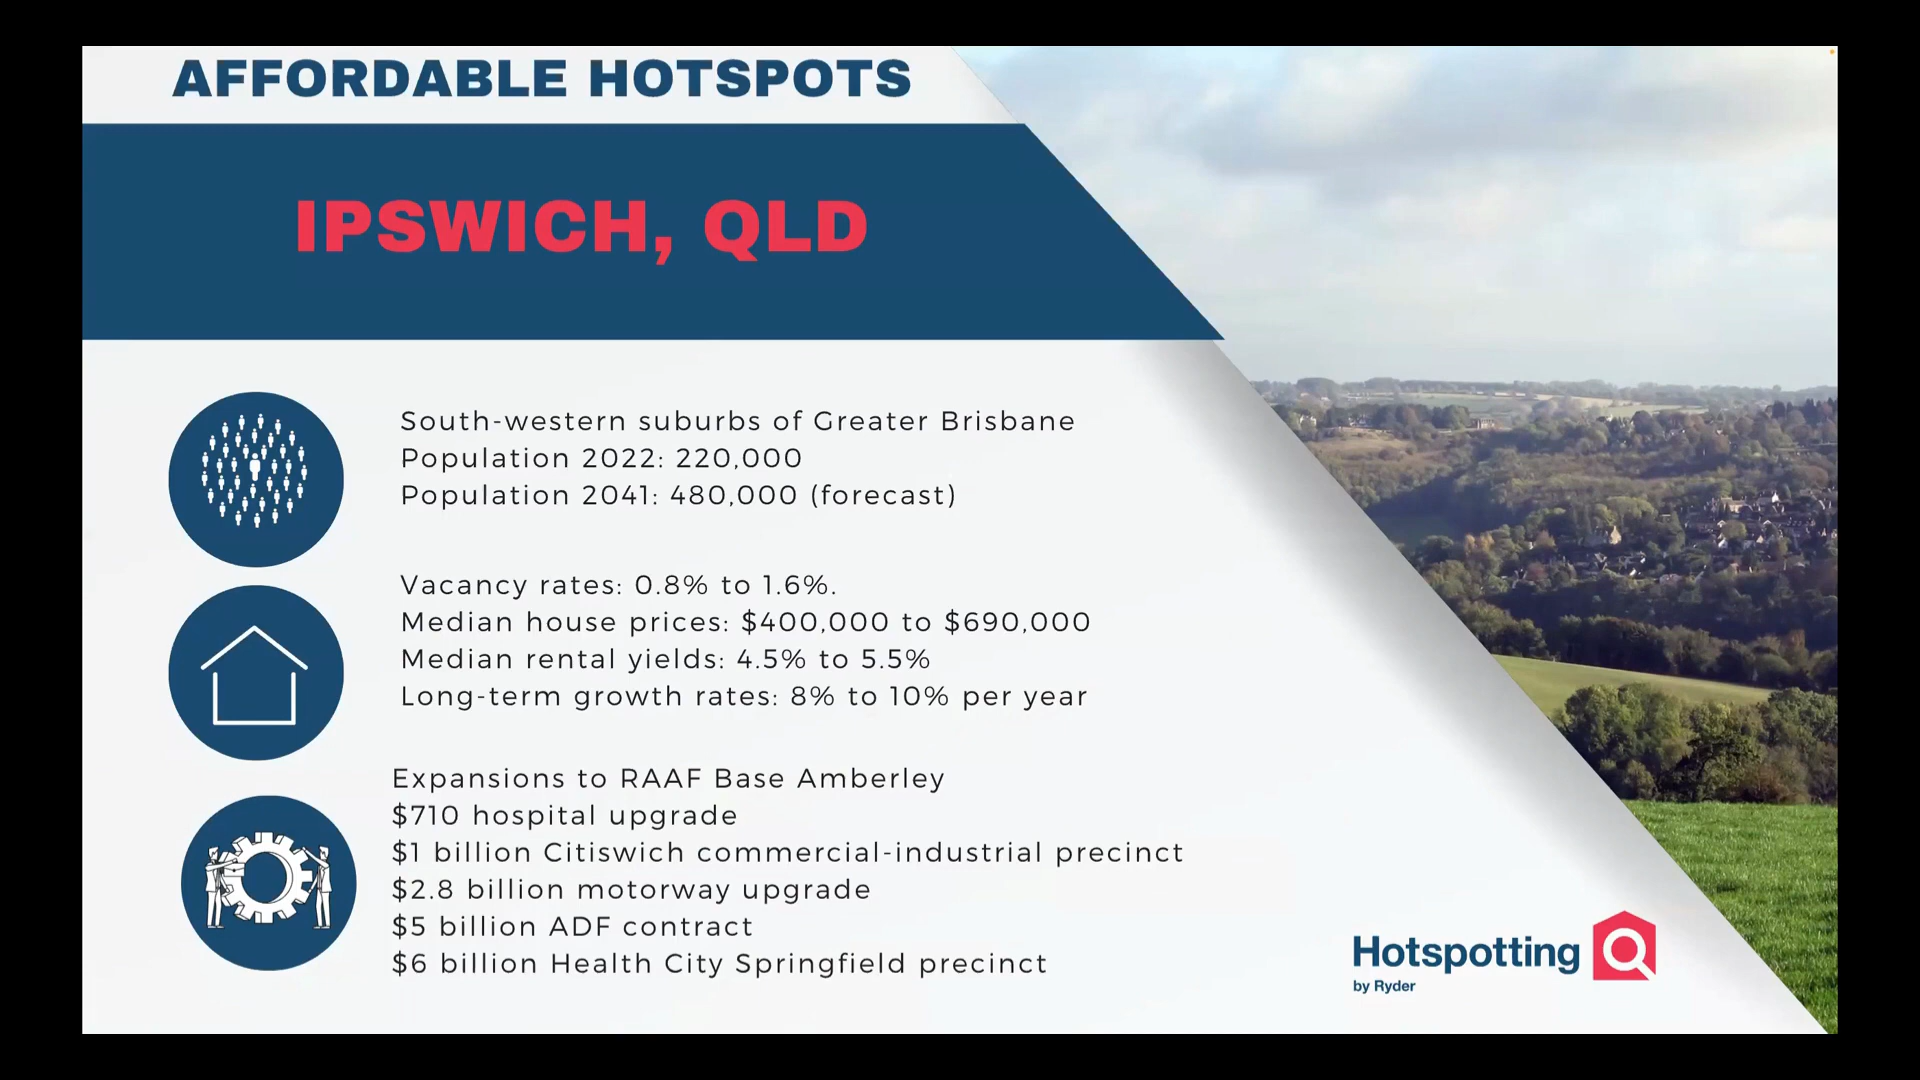 AFFORDABLE HOTSPOTS
IPSWICH, QLD
South-western suburbs of Greater Brisbane
Population 2022: 220,000
Population 2041: 480,000 (forecast)
Vacancy rates: 0.8% to 1.6%.
Median house prices: $400,000 to $690,000
Median rental yields: 4.5% to 5.5%
Long-term growth rates: 8% to 10% per year
Expansions to RAAF Base Amberley
$710 hospital upgrade
$1 billion Citiswich commercial-industrial precinct
$2.8 billion motorway upgrade
$5 billion ADF contract
$6 billion Health City Springfield precinct
Hotspotting
by Ryder